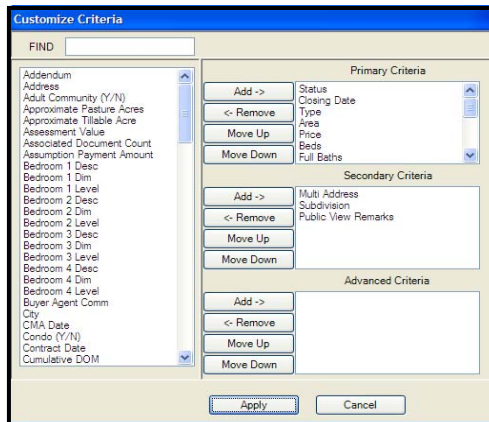 Customize Criteria
FIND
Addendum
Address
Adult Community (Y/N)
Approximate Pasture Acres
Approximate Tillable Acre
Assessment Value
Associated Document Count
Assumption Payment Amount
Bedroom 1 Desc
Bedroom 1 Dim
Bedroom 1 Level
Bedroom 2 Desc
Bedroom 2 Dim
Bedroom 2 Level
Bedroom 3 Desc
Bedroom 3 Dim
Bedroom 3 Level
Bedroom 4 Desc
Bedroom 4 Dim
Bedroom 4 Level
Buyer Agent Comm
City
CMA Date
Condo (Y/N)
Contract Date
Cumulative DOM
Primary Criteria
Add ->
<- Remove
Move Up
Move Down
Status
Closing Date
Type
Area
Price
Beds
Full Baths
Secondary Criteria
Add ->
<- Remove
Move Up
Move Down
Multi Address
Subdivision
Public View Remarks
Advanced Criteria
Add ->
<- Remove
Move Up
Move Down
Apply
Cancel